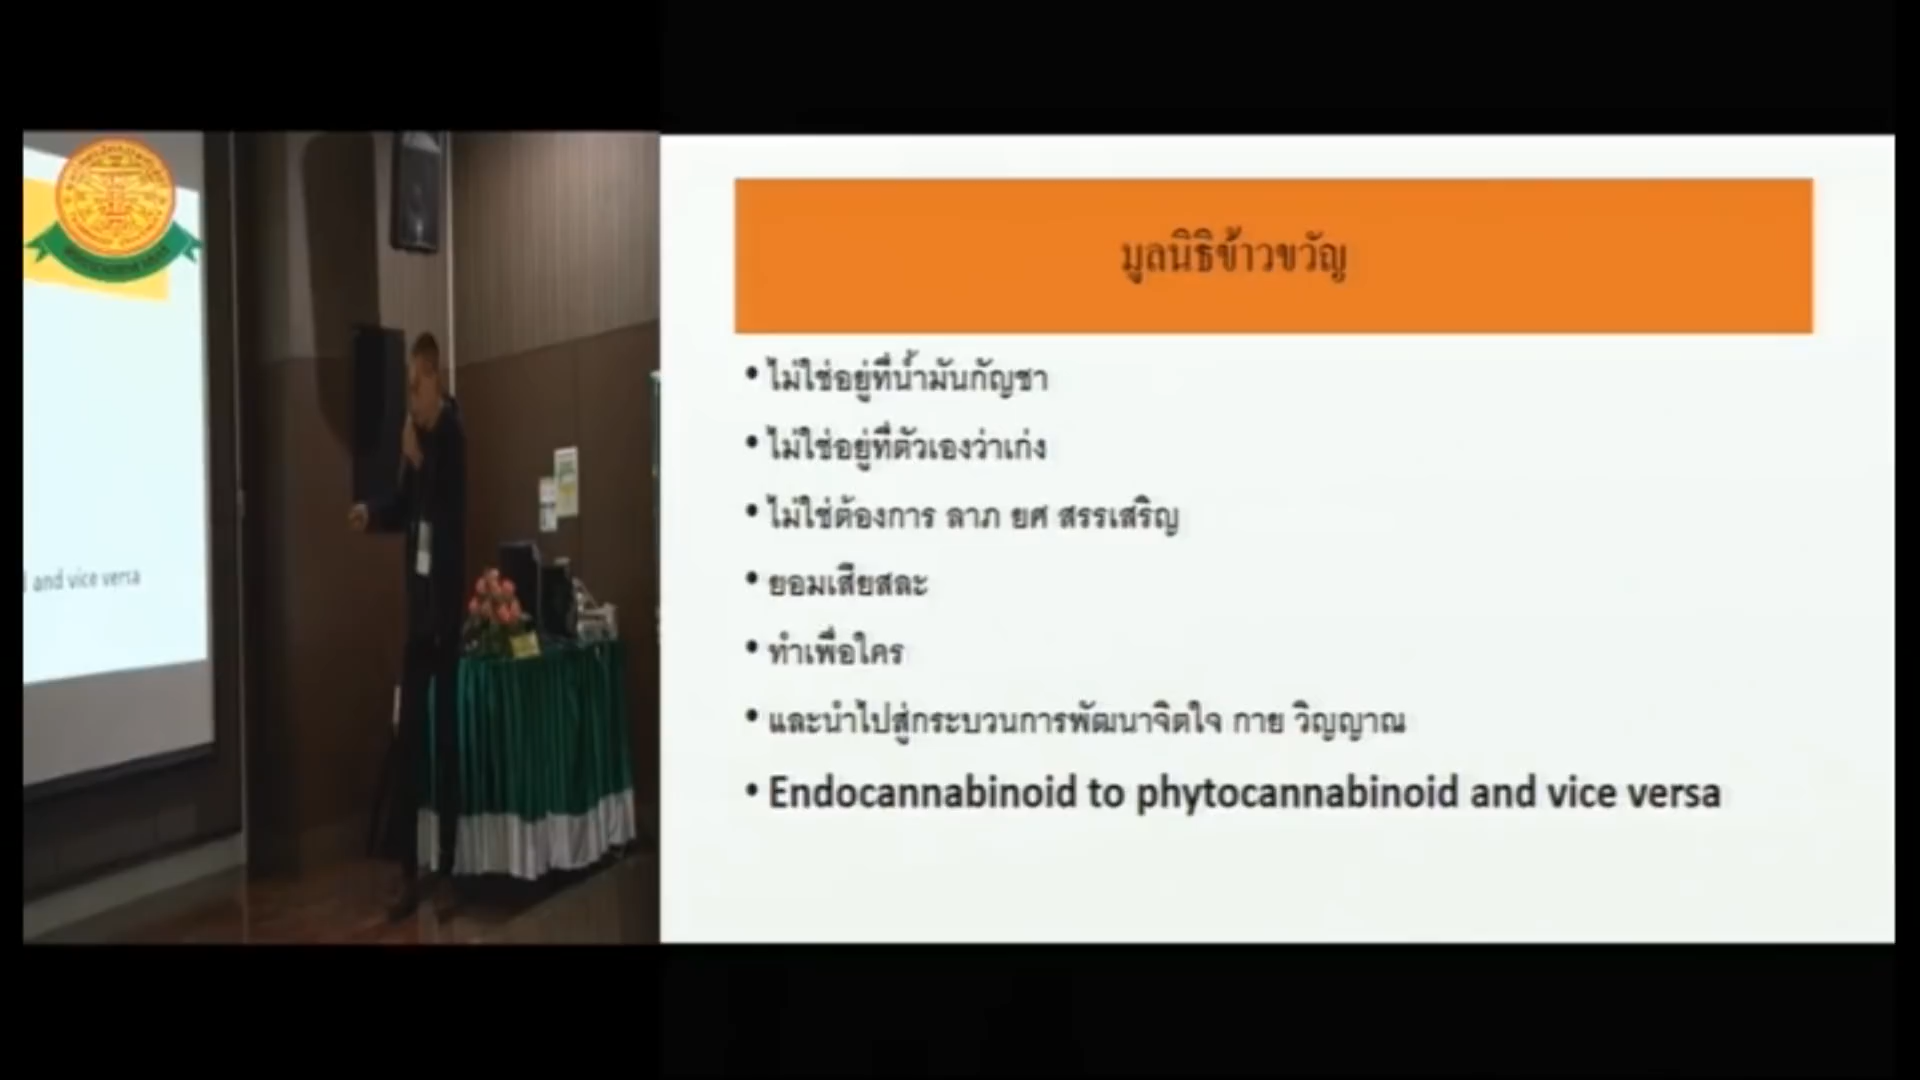 มูลนิธิข้าวขวัญ
• ไม่ใช่อยู่ที่น้ำมันกัญชา
• ไม่ใช่อยู่ที่ตัวเองว่าเก่ง
• ไม่ใช่ต้องการ ลาภ ยศ สรรเสริญ
• ยอมเสียสละ
• ทำเพื่อใคร
• และนำไปสู่กระบวนการพัฒนาจิตใจ กาย วิญญาณ
• Endocannabinoid to phytocannabinoid and vice versa
and vice versa